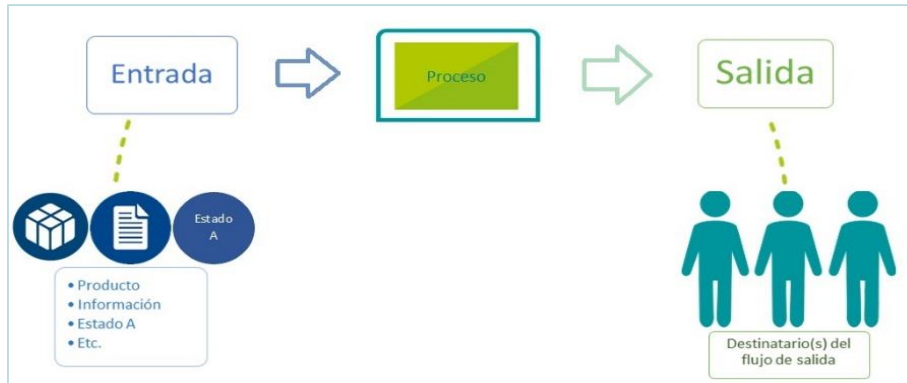 Entrada
Proceso
Salida
Estado
A
• Producto
• Información
• Estado A
• Etc.
Destinatario(s) del
flujo de salida